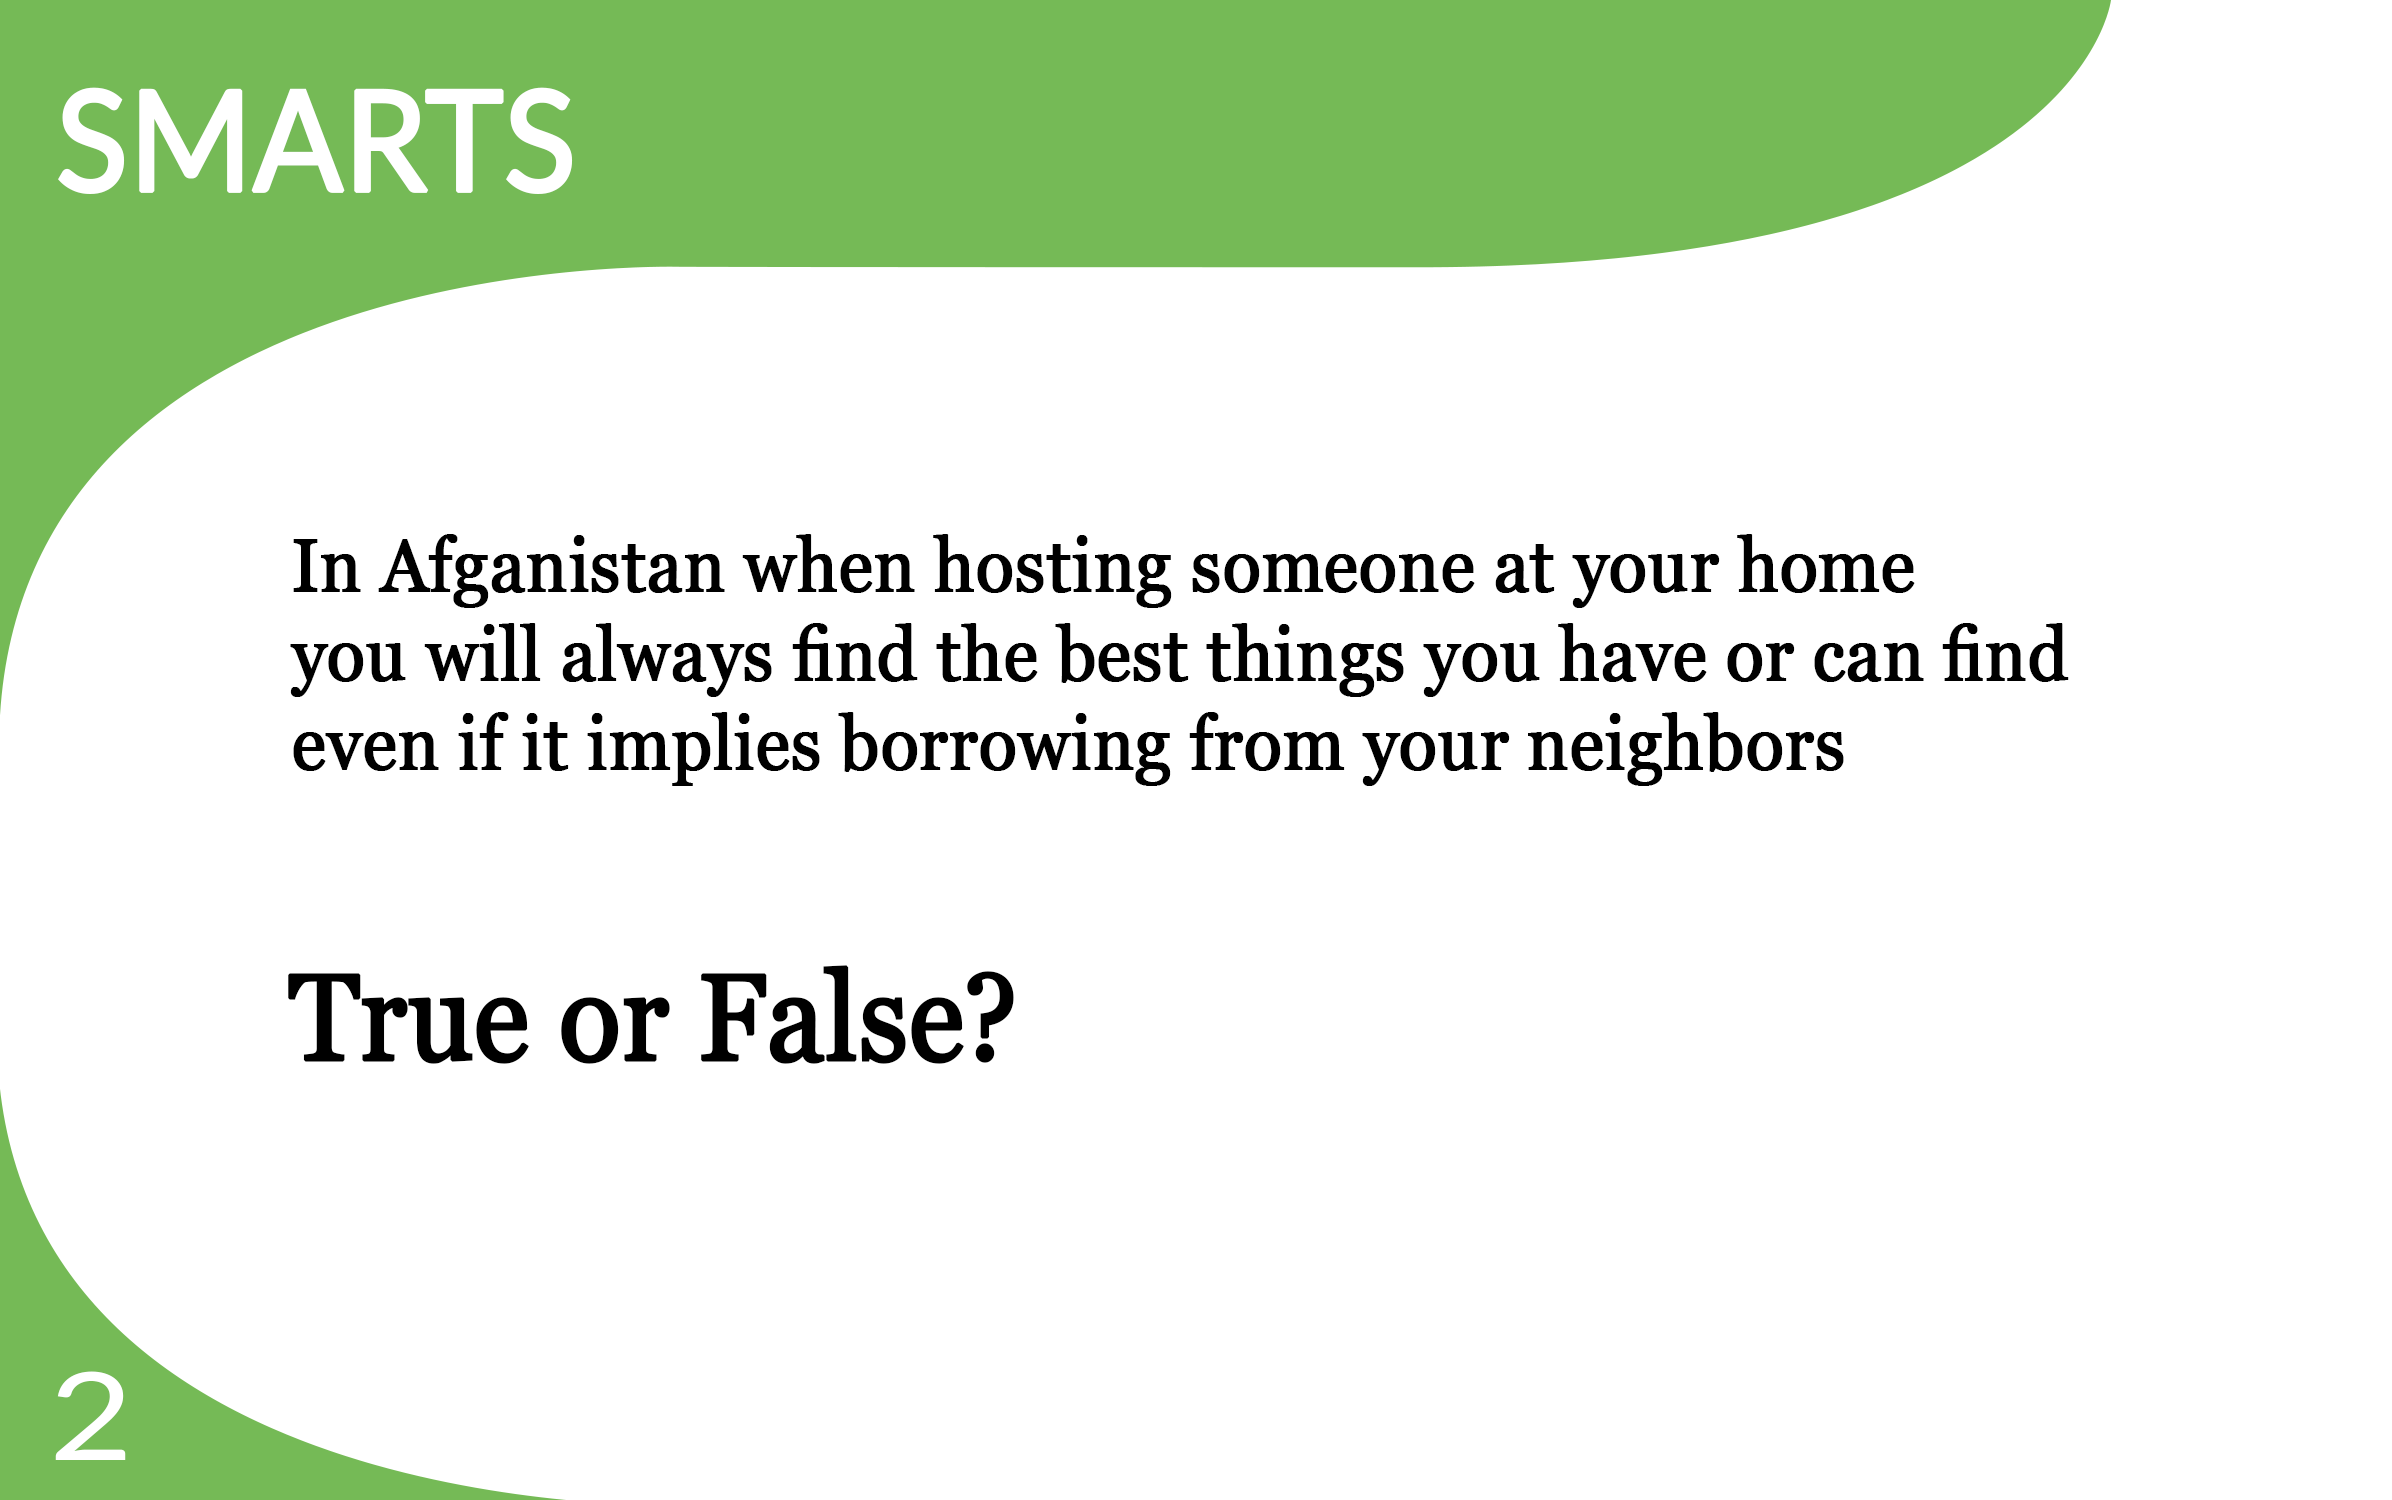 SMARTS
In Afganistan when hosting someone at your home
you will always find the best things you have or can find
even if it implies borrowing from your neighbors
True or False?
2